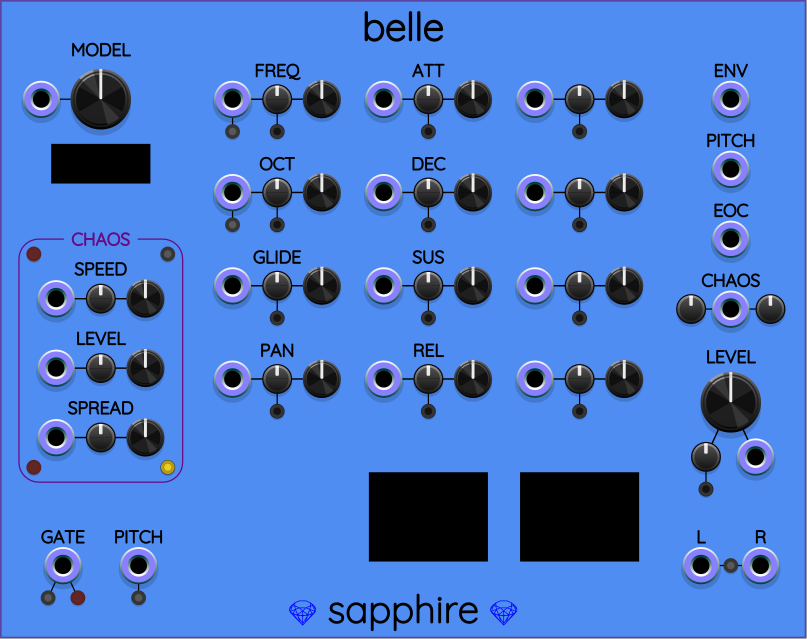 belle
MODEL
FREQ
ATT
ENV
OCT
DEC
PITCH
EOC
CHAOS
SPEED
GLIDE
SUS
CHAOS
LEVEL
PAN
REL
LEVEL
SPREAD
GATE
PITCH
L
R
sapphire